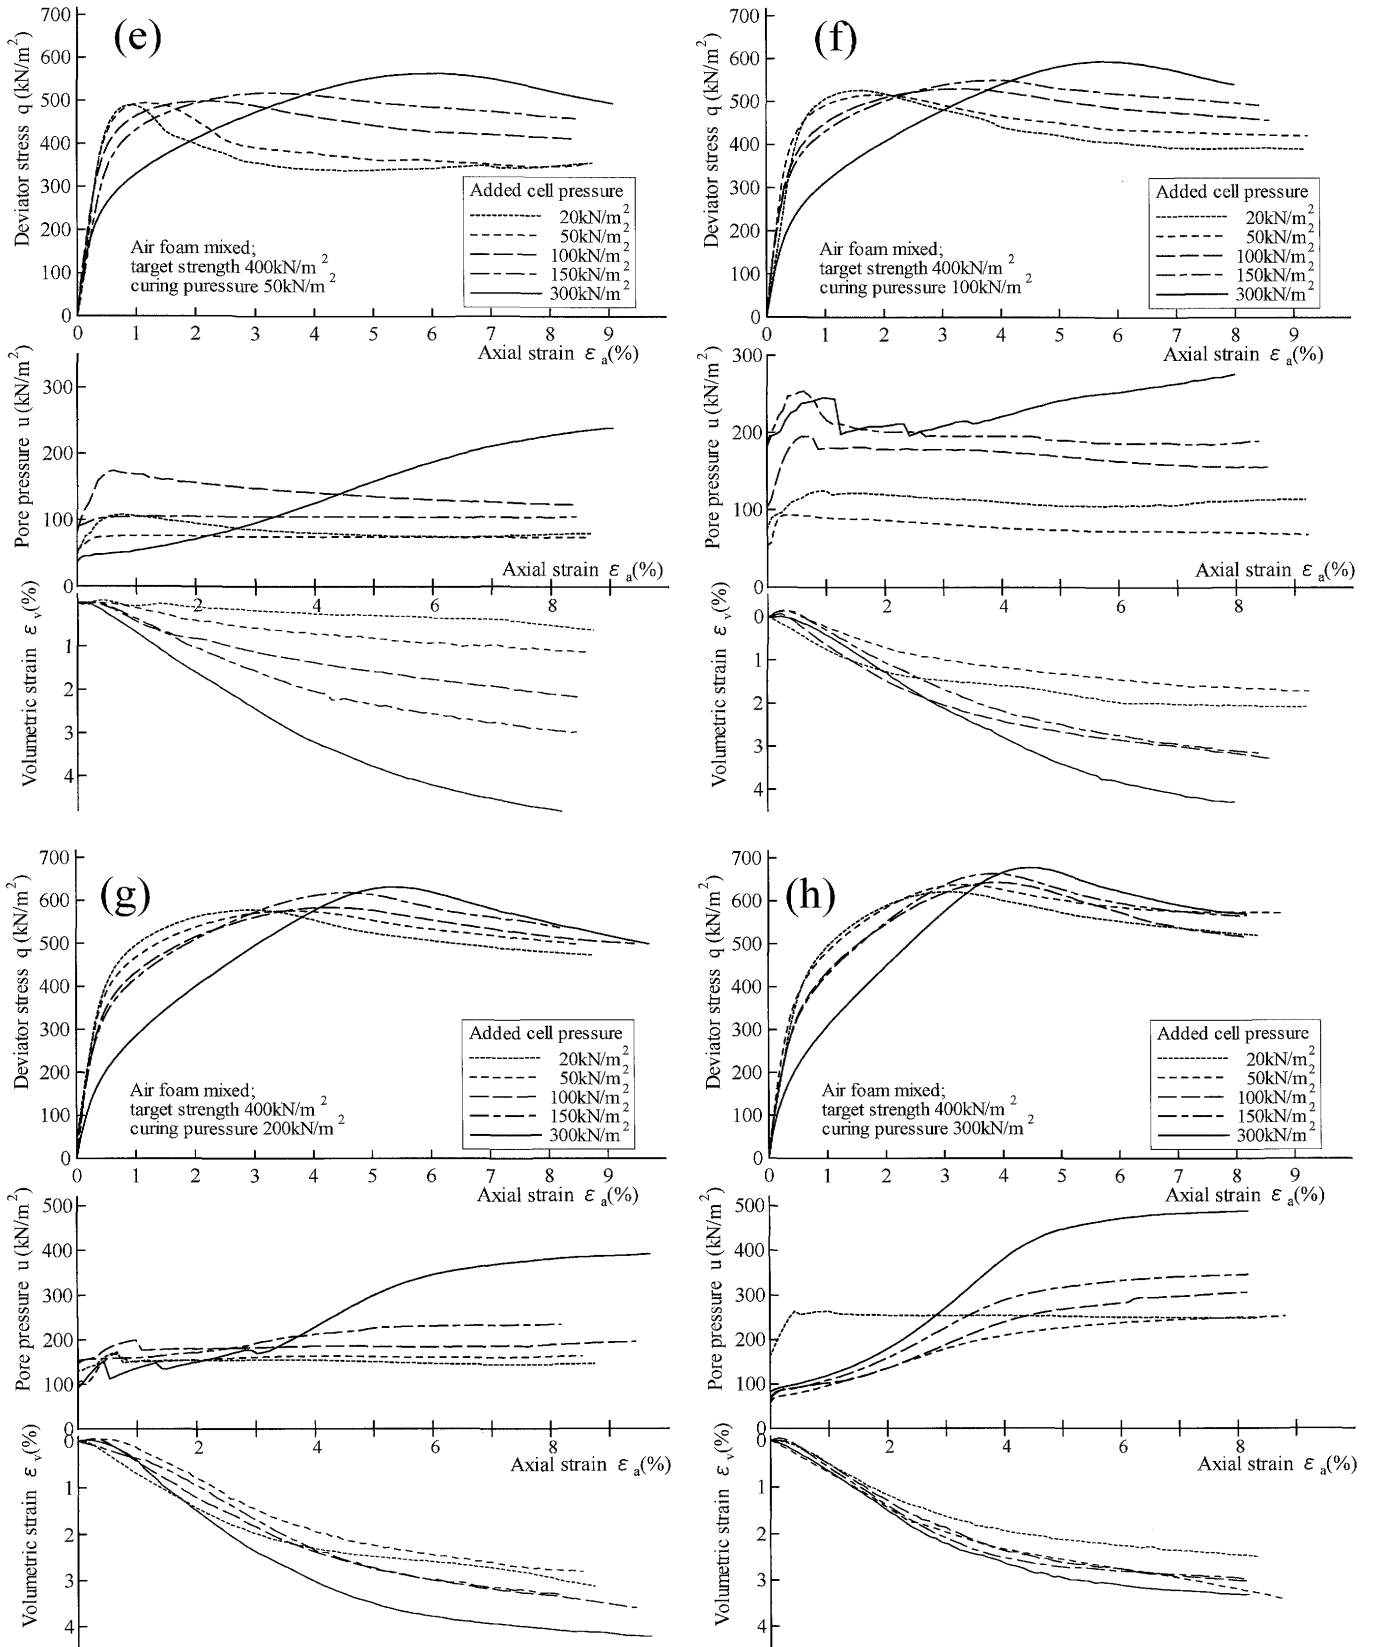 (e)
Deviator stress q (kN/m²)
700
600
500
400
300
200
100
0
Added cell pressure
20kN/m²
50kN/m²
100kN/m²
150kN/m²
300kN/m²
Air foam mixed;
target strength 400kN/m²
curing puressure 50kN/m²
0 1 2 3 4 5 6 7 8 9
Axial strain ε a(%)
Pore pressure u (kN/m²)
300
200
100
0
Axial strain ε a(%)
Volumetric strain ε v(%)
2 4 6 8
1
2
3
4
(f)
Deviator stress q (kN/m²)
700
600
500
400
300
200
100
0
Added cell pressure
20kN/m²
50kN/m²
100kN/m²
150kN/m²
300kN/m²
Air foam mixed;
target strength 400kN/m²
curing puressure 100kN/m²
0 1 2 3 4 5 6 7 8 9
Axial strain ε a(%)
Pore pressure u (kN/m²)
300
200
100
0
Axial strain ε a(%)
Volumetric strain ε v(%)
2 4 6 8
0
1
2
3
4
(g)
Deviator stress q (kN/m²)
700
600
500
400
300
200
100
0
Added cell pressure
20kN/m²
50kN/m²
100kN/m²
150kN/m²
300kN/m²
Air foam mixed;
target strength 400kN/m²
curing puressure 200kN/m²
0 1 2 3 4 5 6 7 8 9
Axial strain ε a(%)
Pore pressure u (kN/m²)
500
400
300
200
100
0
Volumetric strain ε v(%)
0
2 4 6 8
Axial strain ε a(%)
1
2
3
4
(h)
Deviator stress q (kN/m²)
700
600
500
400
300
200
100
0
Added cell pressure
20kN/m²
50kN/m²
100kN/m²
150kN/m²
300kN/m²
Air foam mixed;
target strength 400kN/m²
curing puressure 300kN/m²
0 1 2 3 4 5 6 7 8 9
Axial strain ε a(%)
Pore pressure u (kN/m²)
500
400
300
200
100
0
Volumetric strain ε v(%)
0
2 4 6 8
Axial strain ε a(%)
1
2
3
4